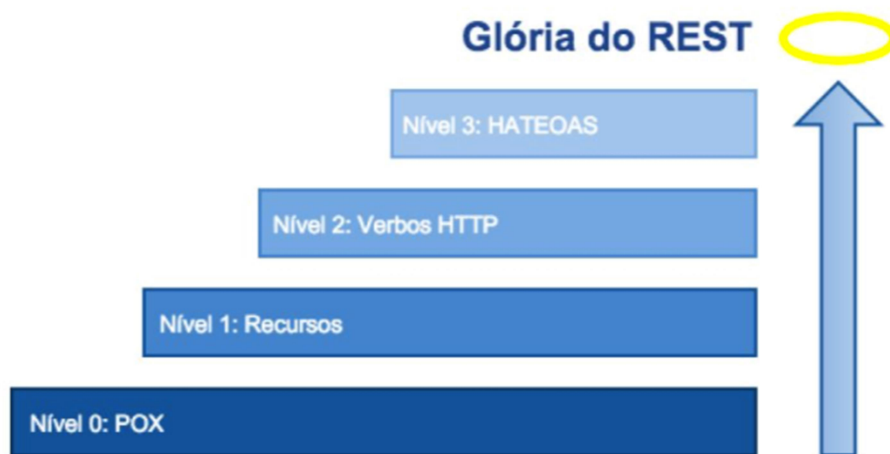 Glória do REST
Nível 3: HATEOAS
Nível 2: Verbos HTTP
Nível 1: Recursos
Nível 0: POX